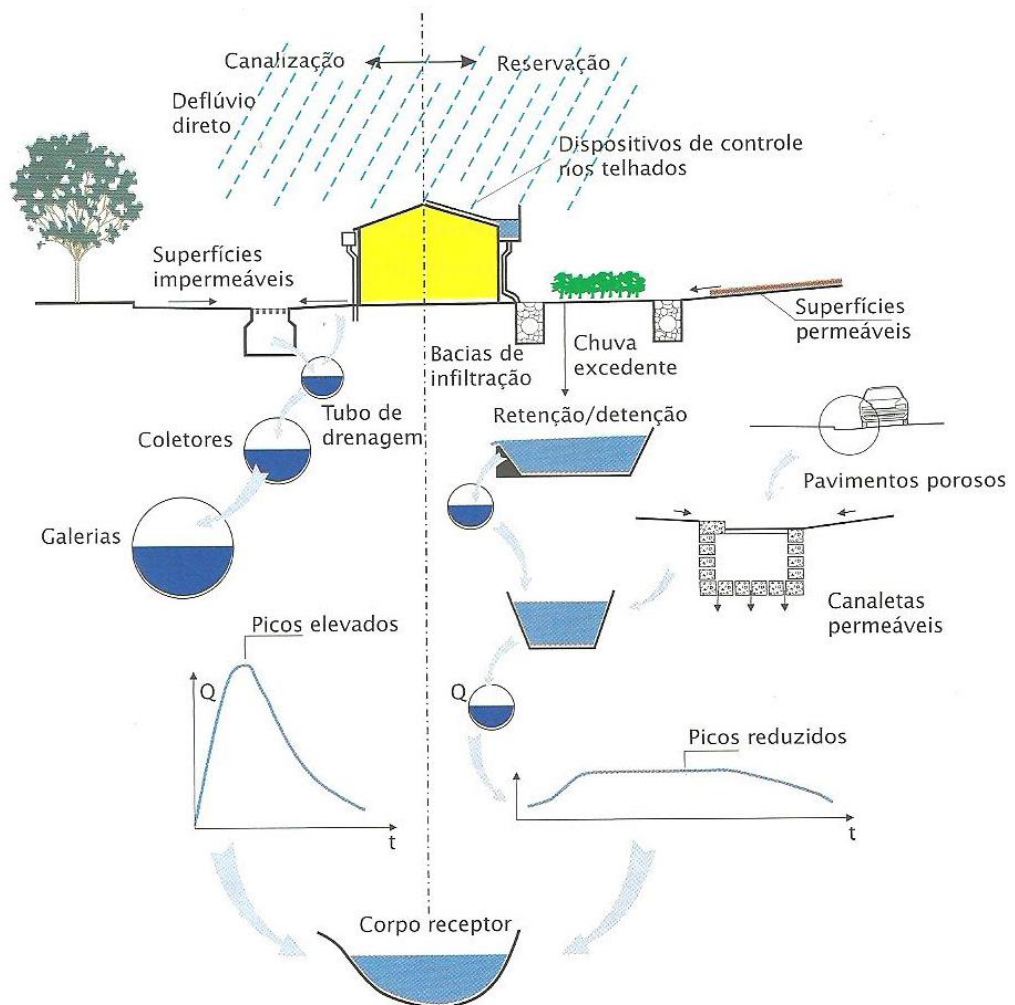 Canalização
Reservação
Deflúvio
direto
Dispositivos de controle
nos telhados
Superfícies
impermeáveis
Superfícies
permeáveis
Bacias de
infiltração
Chuva
excedente
Tubo de
drenagem
Retenção/detenção
Coletores
Pavimentos porosos
Galerias
Canaletas
permeáveis
Picos elevados
Q
Q
Picos reduzidos
t
t
Corpo receptor